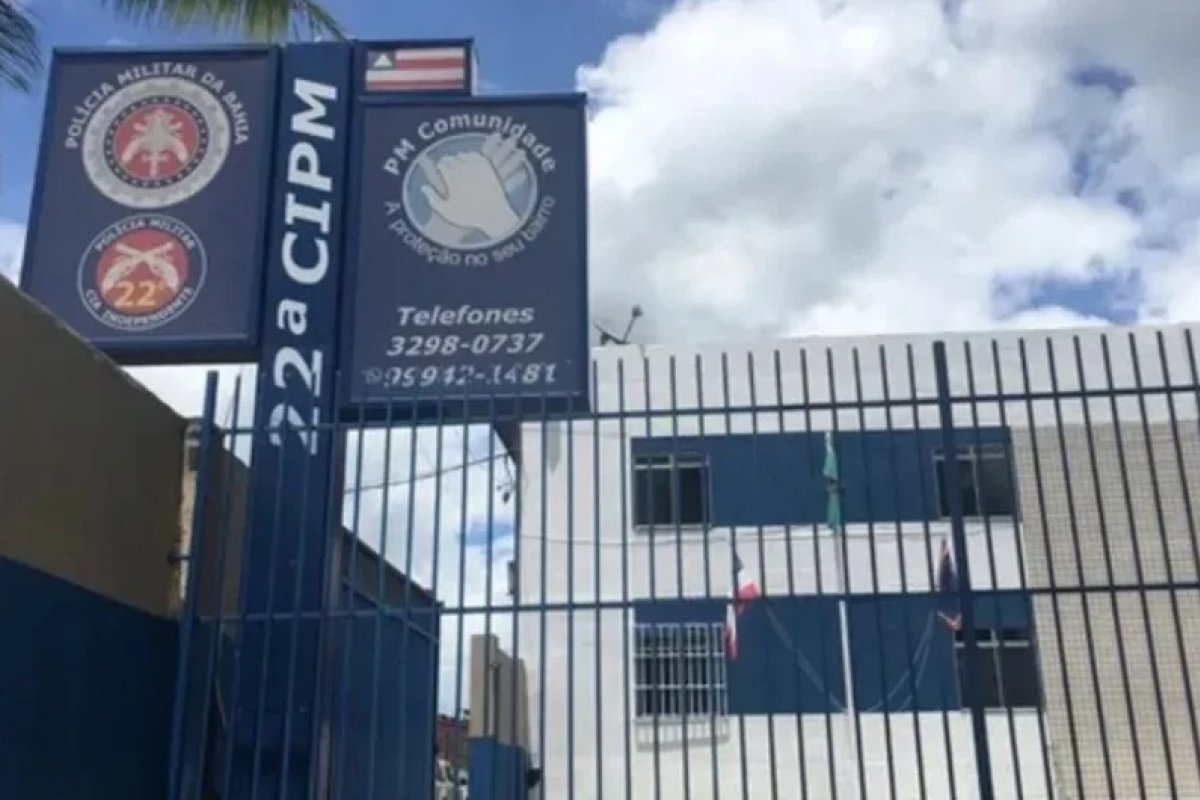 POLÍCIA MILITAR DA BAHIA
POLÍCIA MILITAR
22ª
CIA INDEPENDENTE
22a CIPM
PM Comunidade
A proteção no seu bairro
Telefones
3298-0737